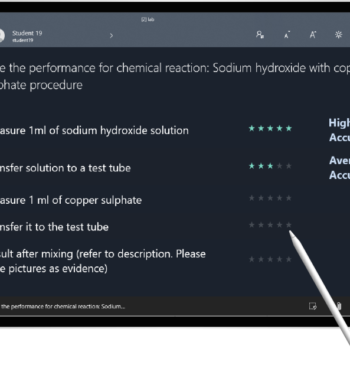 Student 19
student19
the performance for chemical reaction: Sodium hydroxide with cop
phate procedure
asure 1ml of sodium hydroxide solution
High
Accu
nsfer solution to a test tube
Aver
Accu
asure 1 ml of copper sulphate
nsfer it to the test tube
sult after mixing (refer to description. Please
e pictures as evidence)
the performance for chemical reaction: Sodium...